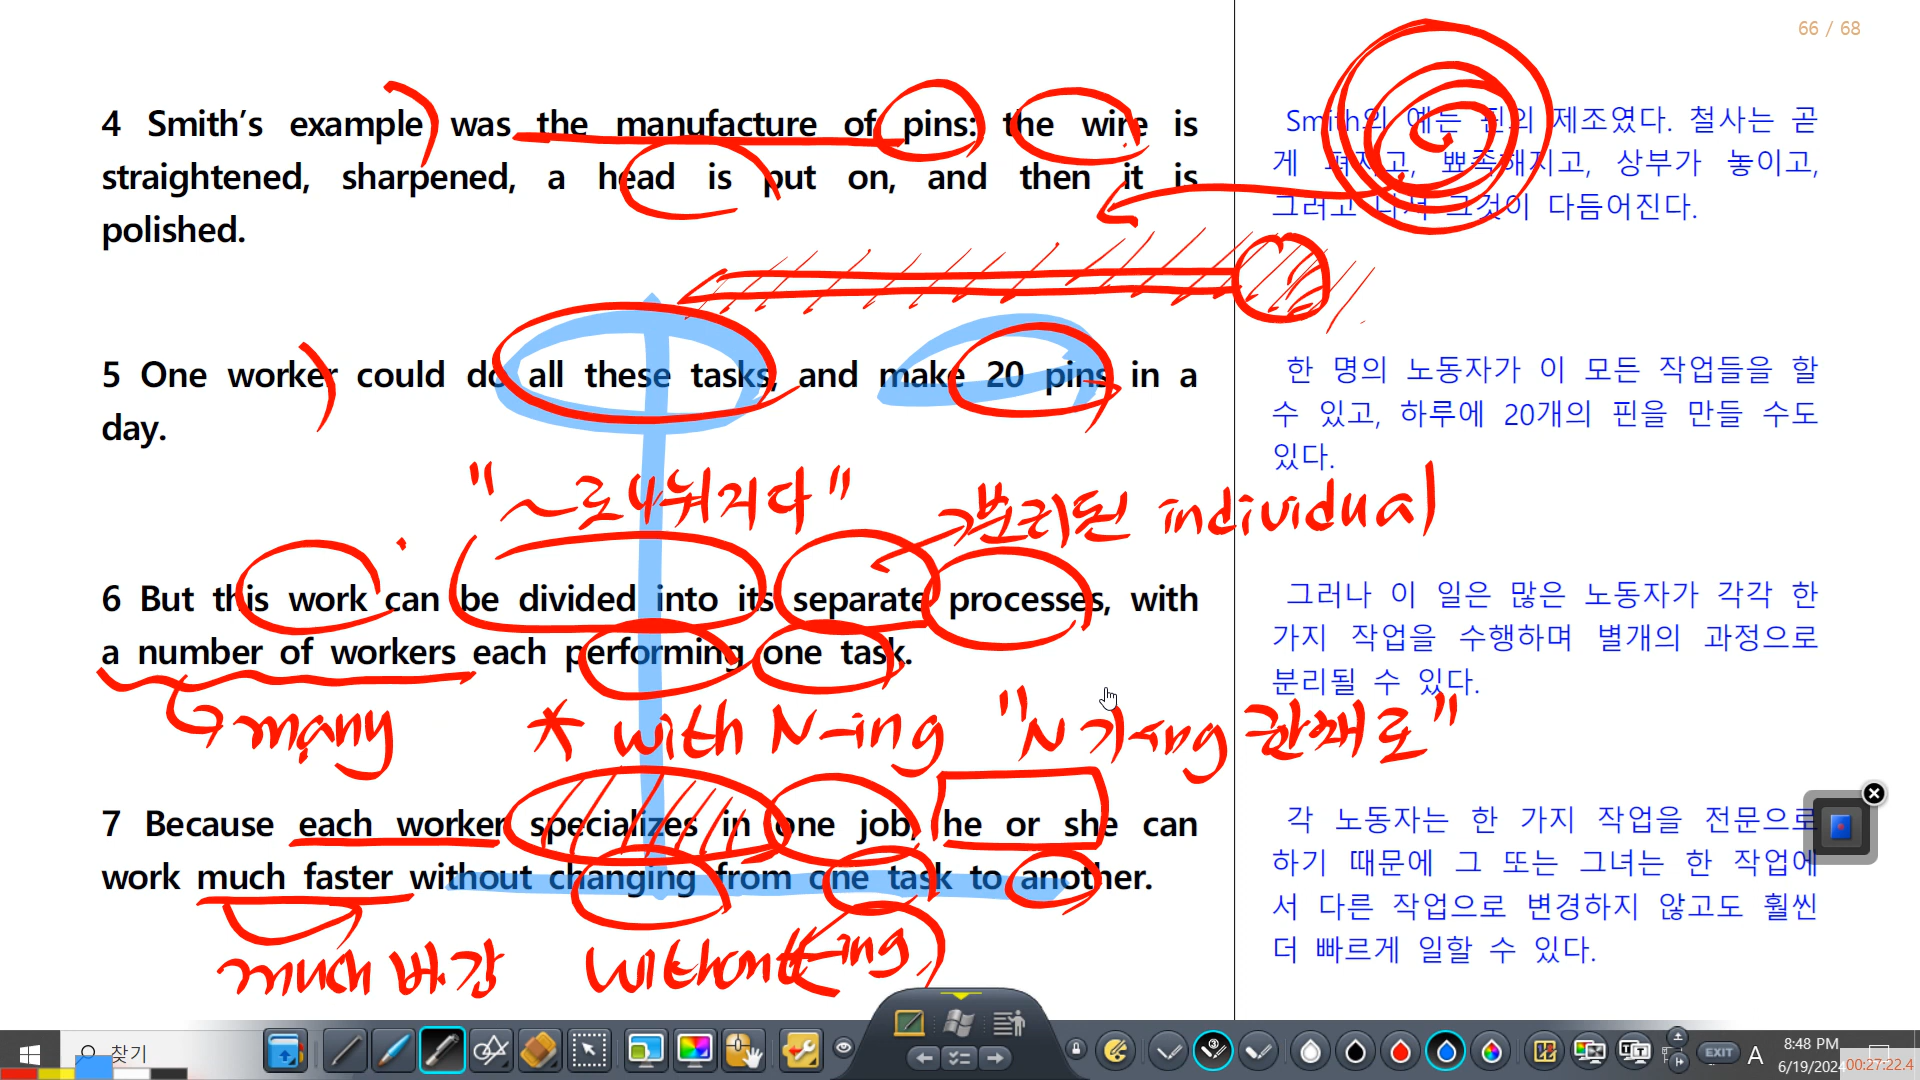 66 / 68
4 Smith's example was the manufacture of pins: the wire is
straightened, sharpened, a head is put on, and then it is
polished.
Smith의 예는 핀의 제조였다. 철사는 곧
게 펴지고, 뾰족해지고, 상부가 놓이고,
그러고 나서 그것이 다듬어진다.
5 One worker could do all these tasks, and make 20 pins in a
day.
한 명의 노동자가 이 모든 작업들을 할
수 있고, 하루에 20개의 핀을 만들 수도
있다.
"~로 나눠지다"
분리된 individual
6 But this work can be divided into its separate processes, with
a number of workers each performing one task.
그러나 이 일은 많은 노동자가 각각 한
가지 작업을 수행하며 별개의 과정으로
분리될 수 있다.
many
* with N-ing
한 채로"
7 Because each worker specializes in one job, he or she can
work much faster without changing from one task to another.
각 노동자는 한 가지 작업을 전문으로
하기 때문에 그 또는 그녀는 한 작업에
서 다른 작업으로 변경하지 않고도 훨씬
더 빠르게 일할 수 있다.
much 비강
without ing
찾기
EXIT
A
8:48 PM
6/19/2024
00:27:22.4